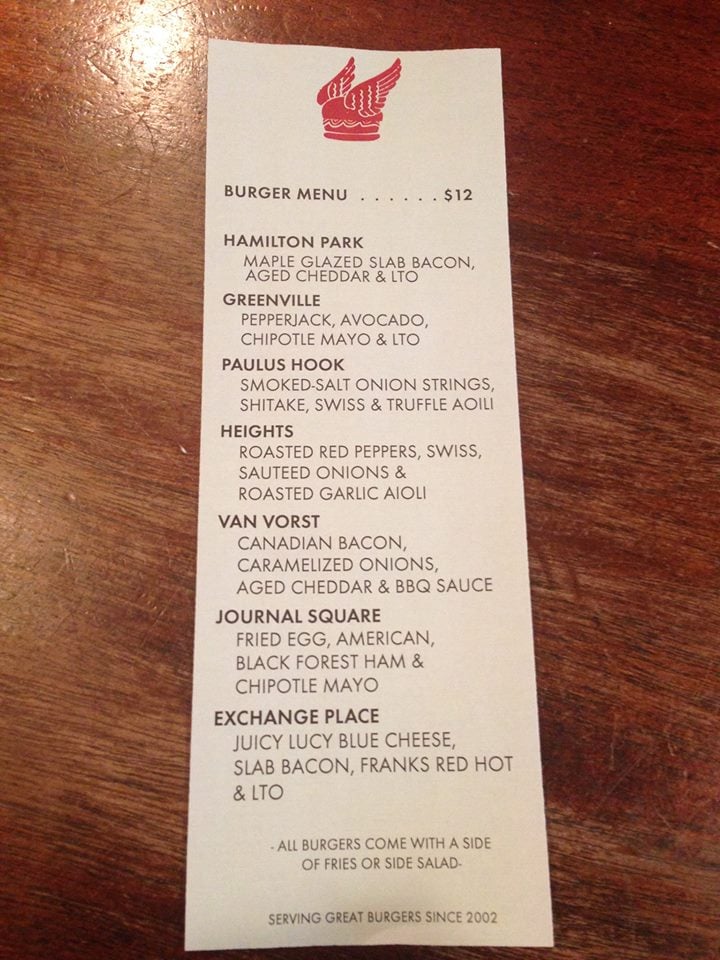 BURGER MENU . . . . . . $12
HAMILTON PARK
MAPLE GLAZED SLAB BACON,
AGED CHEDDAR & LTO
GREENVILLE
PEPPERJACK, AVOCADO,
CHIPOTLE MAYO & LTO
PAULUS HOOK
SMOKED-SALT ONION STRINGS,
SHITAKE, SWISS & TRUFFLE AOILI
HEIGHTS
ROASTED RED PEPPERS, SWISS,
SAUTEED ONIONS &
ROASTED GARLIC AIOLI
VAN VORST
CANADIAN BACON,
CARAMELIZED ONIONS,
AGED CHEDDAR & BBQ SAUCE
JOURNAL SQUARE
FRIED EGG, AMERICAN,
BLACK FOREST HAM &
CHIPOTLE MAYO
EXCHANGE PLACE
JUICY LUCY BLUE CHEESE,
SLAB BACON, FRANKS RED HOT
& LTO
- ALL BURGERS COME WITH A SIDE
OF FRIES OR SIDE SALAD-
SERVING GREAT BURGERS SINCE 2002